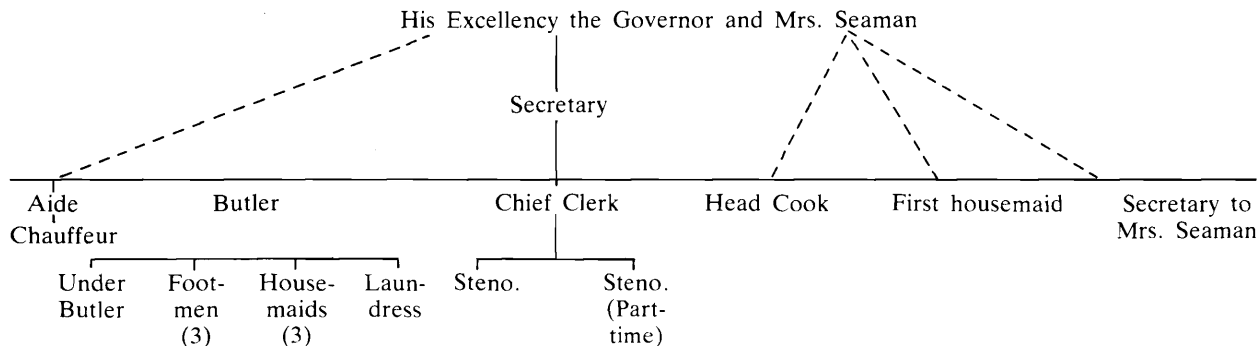 His Excellency the Governor and Mrs. Seaman
Secretary
Aide Butler Chief Clerk Head Cook First housemaid Secretary to
Chauffeur Mrs. Seaman
Under Foot- House- Laun- Steno. Steno.
Butler men maids dress (Part-
(3) (3) time)